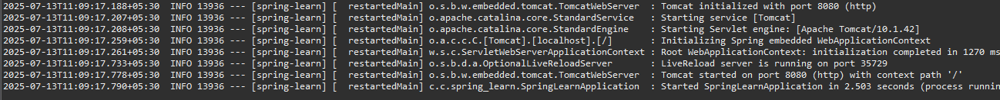 2025-07-13T11:09:17.188+05:30  INFO 13936 --- [spring-learn] [  restartedMain] o.s.b.w.embedded.tomcat.TomcatWebServer  : Tomcat initialized with port 8080 (http)
2025-07-13T11:09:17.207+05:30  INFO 13936 --- [spring-learn] [  restartedMain] o.apache.catalina.core.StandardService   : Starting service [Tomcat]
2025-07-13T11:09:17.208+05:30  INFO 13936 --- [spring-learn] [  restartedMain] o.apache.catalina.core.StandardEngine    : Starting Servlet engine: [Apache Tomcat/10.1.42]
2025-07-13T11:09:17.259+05:30  INFO 13936 --- [spring-learn] [  restartedMain] o.a.c.c.C.[Tomcat].[localhost].[/]       : Initializing Spring embedded WebApplicationContext
2025-07-13T11:09:17.261+05:30  INFO 13936 --- [spring-learn] [  restartedMain] w.s.c.ServletWebServerApplicationContext : Root WebApplicationContext: initialization completed in 1270 ms
2025-07-13T11:09:17.733+05:30  INFO 13936 --- [spring-learn] [  restartedMain] o.s.b.d.a.OptionalLiveReloadServer       : LiveReload server is running on port 35729
2025-07-13T11:09:17.778+05:30  INFO 13936 --- [spring-learn] [  restartedMain] o.s.b.w.embedded.tomcat.TomcatWebServer  : Tomcat started on port 8080 (http) with context path '/'
2025-07-13T11:09:17.790+05:30  INFO 13936 --- [spring-learn] [  restartedMain] c.c.spring_learn.SpringLearnApplication  : Started SpringLearnApplication in 2.503 seconds (process runnin